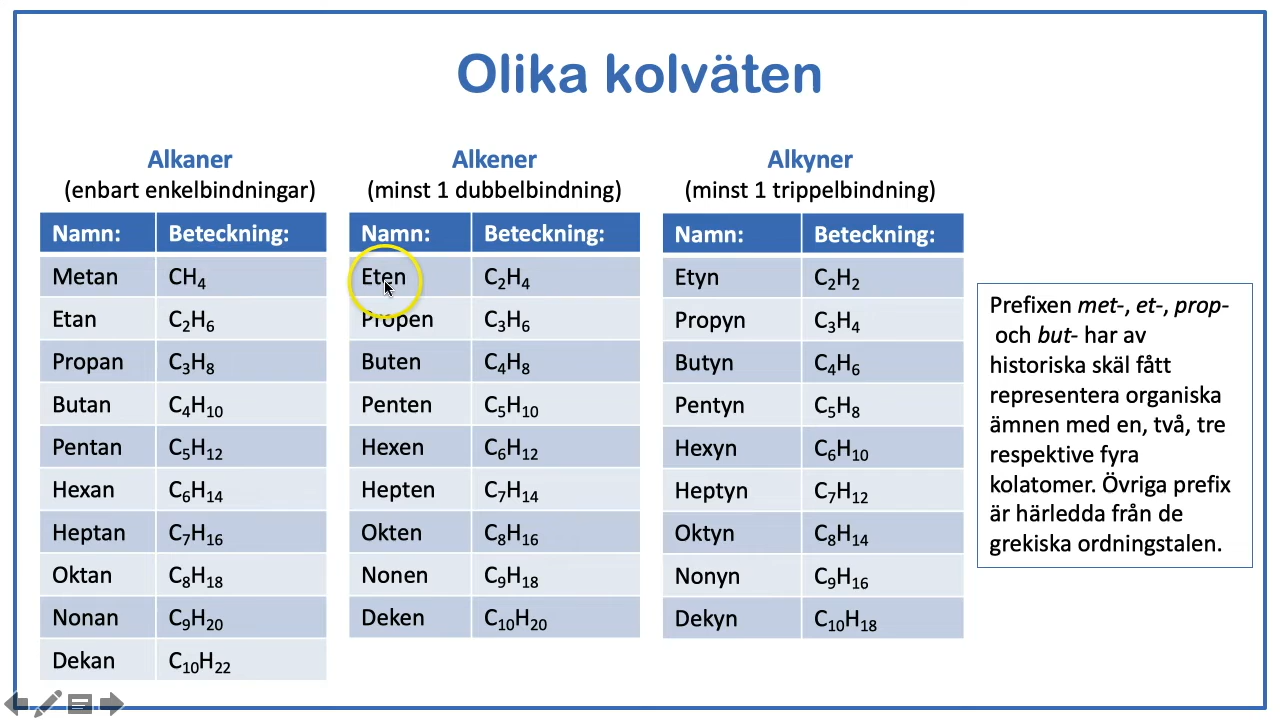 Olika kolväten
Alkaner
(enbart enkelbindningar)
Namn: Beteckning:
Metan CH₄
Etan C₂H₆
Propan C₃H₈
Butan C₄H₁₀
Pentan C₅H₁₂
Hexan C₆H₁₄
Heptan C₇H₁₆
Oktan C₈H₁₈
Nonan C₉H₂₀
Dekan C₁₀H₂₂
Alkener
(minst 1 dubbelbindning)
Namn: Beteckning:
Eten C₂H₄
Propen C₃H₆
Buten C₄H₈
Penten C₅H₁₀
Hexen C₆H₁₂
Hepten C₇H₁₄
Okten C₈H₁₆
Nonen C₉H₁₈
Deken C₁₀H₂₀
Alkyner
(minst 1 trippelbindning)
Namn: Beteckning:
Etyn C₂H₂
Propyn C₃H₄
Butyn C₄H₆
Pentyn C₅H₈
Hexyn C₆H₁₀
Heptyn C₇H₁₂
Oktyn C₈H₁₄
Nonyn C₉H₁₆
Dekyn C₁₀H₁₈
Prefixen met-, et-, prop-
och but- har av
historiska skäl fått
representera organiska
ämnen med en, två, tre
respektive fyra
kolatomer. Övriga prefix
är härledda från de
grekiska ordningstalen.